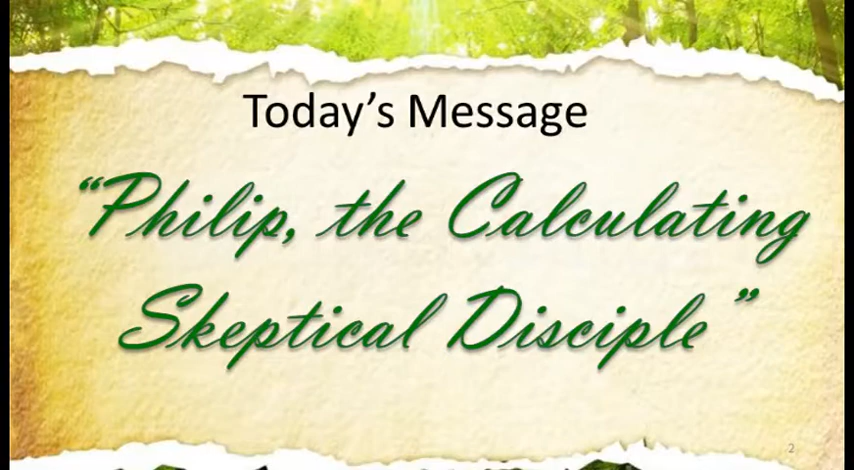 Today’s Message
“Philip, the Calculating
Skeptical Disciple ”
2